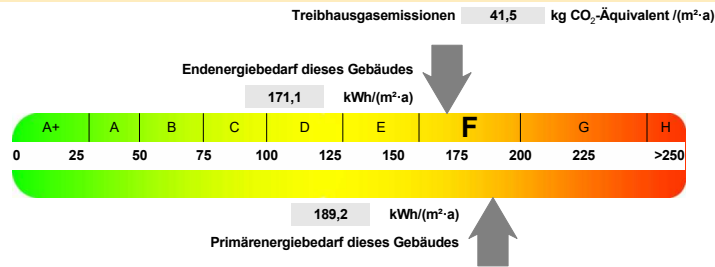 Treibhausgasemissionen 41,5 kg CO₂-Äquivalent /(m²·a)
Endenergiebedarf dieses Gebäudes
171,1 kWh/(m²·a)
A+ A B C D E F G H
0 25 50 75 100 125 150 175 200 225 >250
189,2 kWh/(m²·a)
Primärenergiebedarf dieses Gebäudes